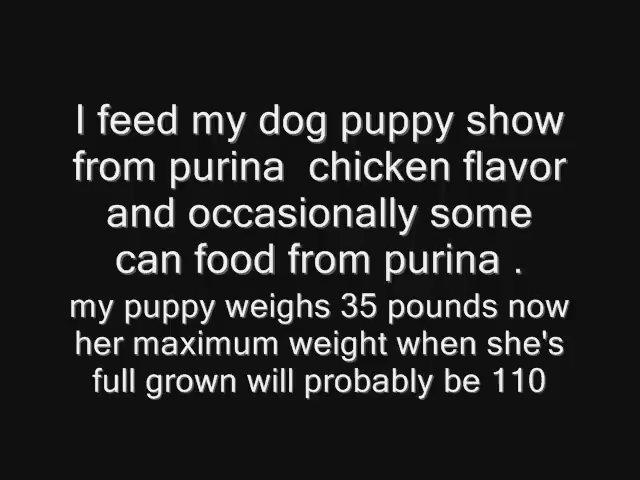 I feed my dog puppy show
from purina  chicken flavor
and occasionally some
can food from purina .
my puppy weighs 35 pounds now
her maximum weight when she's
full grown will probably be 110